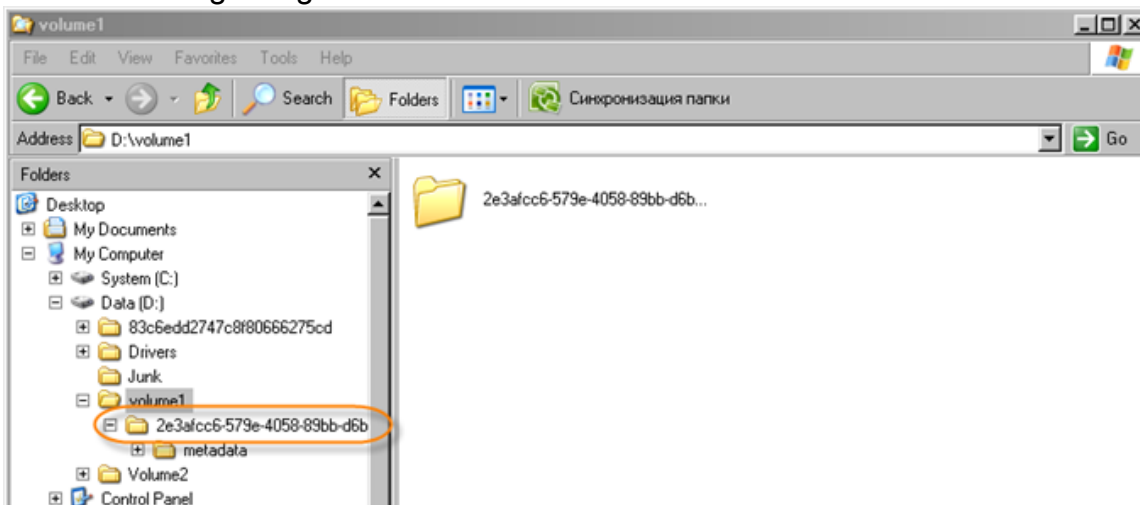 volume1
File Edit View Favorites Tools Help
Back Search Folders Синхронизация папки
Address D:\volume1 Go
Folders
Desktop
My Documents
My Computer
System (C:)
Data (D:)
83c6edd2747c8f80666275cd
Drivers
Junk
volume1
2e3afcc6-579e-4058-89bb-d6b
metadata
Volume2
Control Panel
2e3afcc6-579e-4058-89bb-d6b...